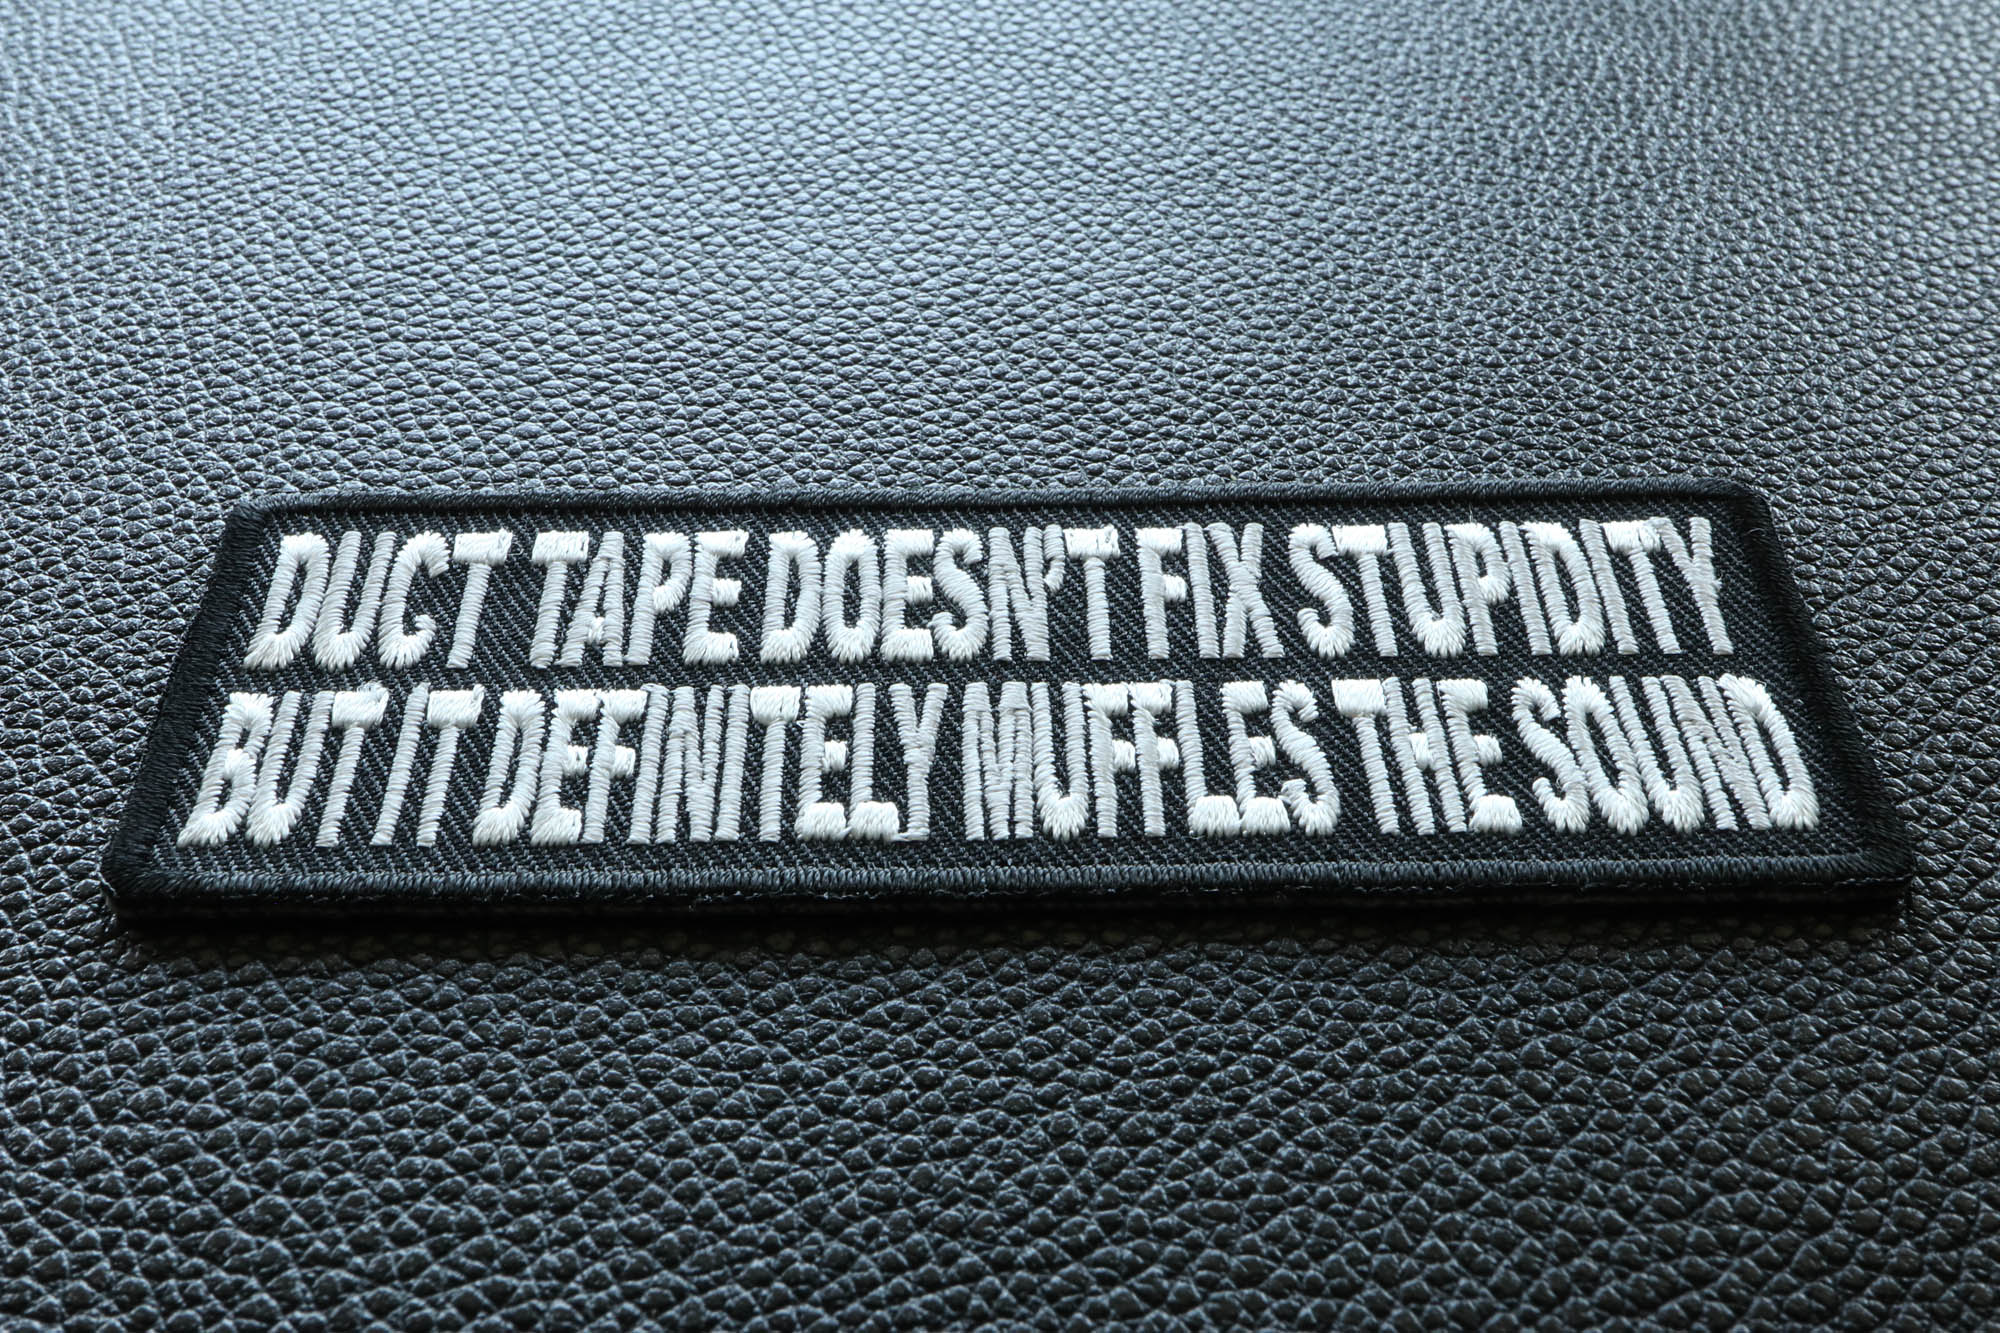 DUCT TAPE DOESN'T FIX STUPIDITY
BUT IT DEFINITELY MUFFLES THE SOUND